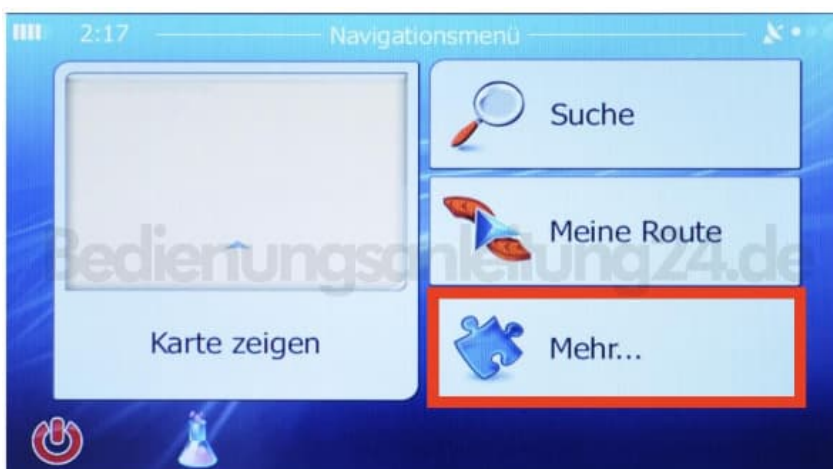 2:17 Navigationsmenü
Suche
Meine Route
Bedienungsanleitung24.de
Karte zeigen
Mehr...